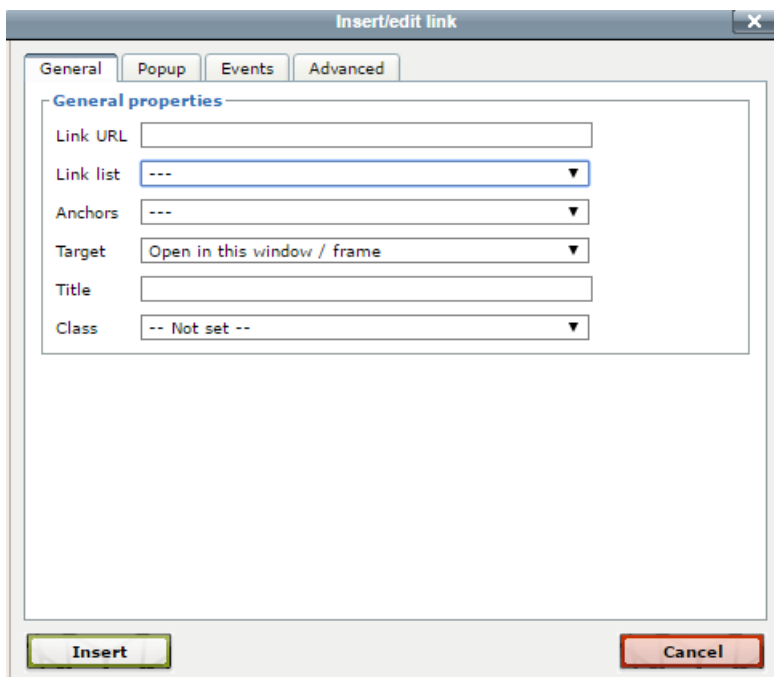 Insert/edit link
General Popup Events Advanced
General properties
Link URL
Link list ---
Anchors ---
Target Open in this window / frame
Title
Class -- Not set --
Insert Cancel